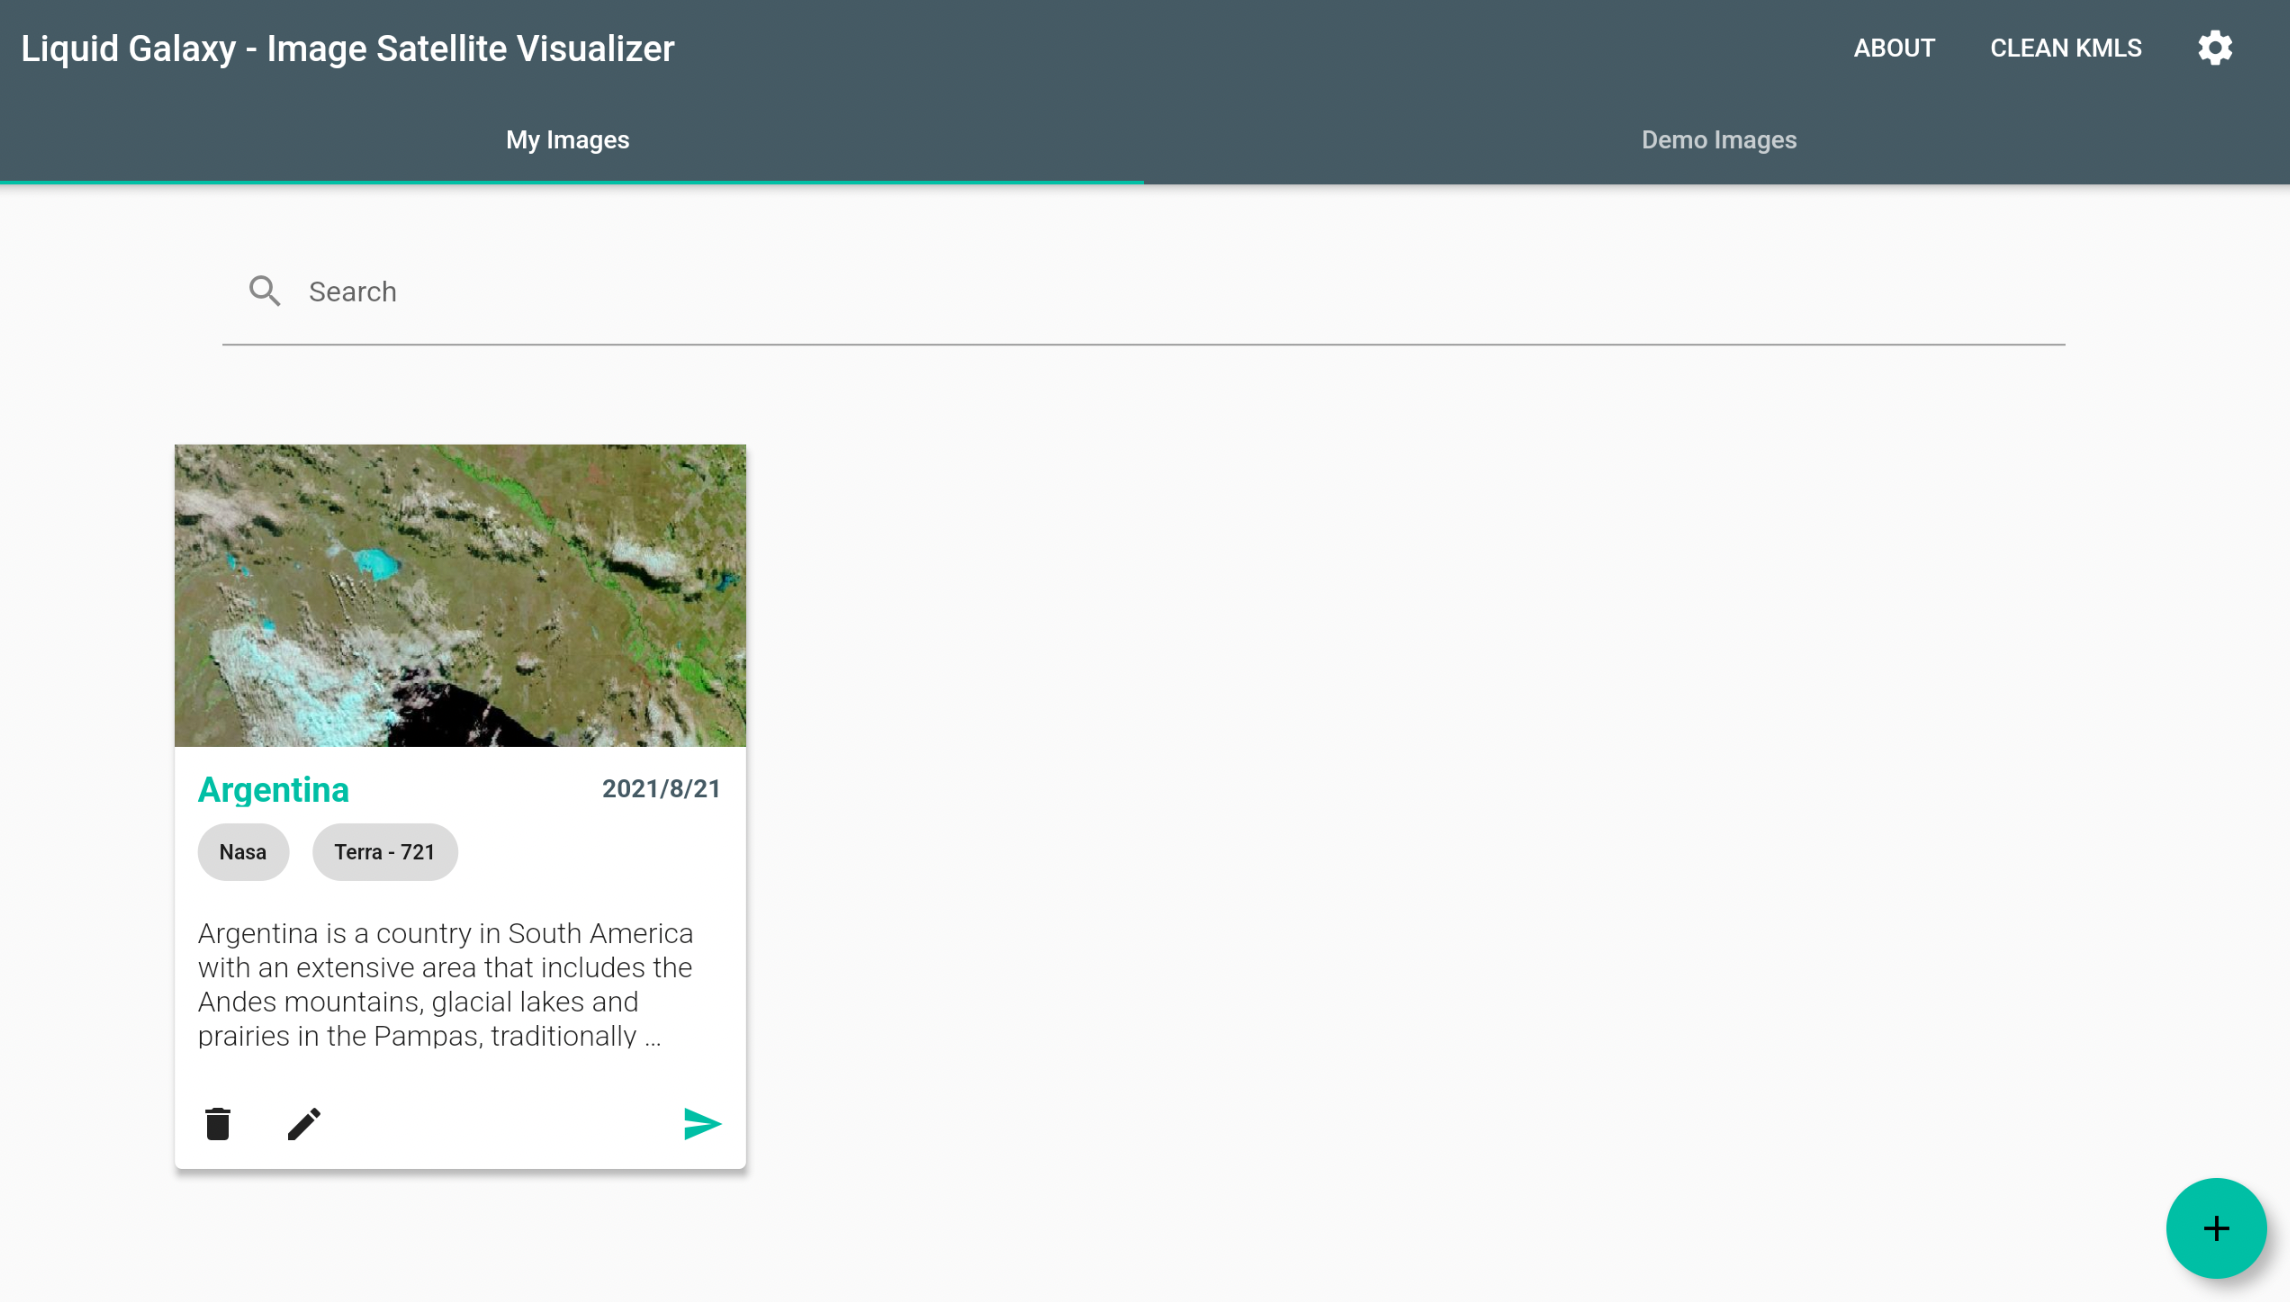 Liquid Galaxy - Image Satellite Visualizer
ABOUT
CLEAN KMLS
My Images
Demo Images
Search
Argentina
2021/8/21
Nasa
Terra - 721
Argentina is a country in South America
with an extensive area that includes the
Andes mountains, glacial lakes and
prairies in the Pampas, traditionally ...